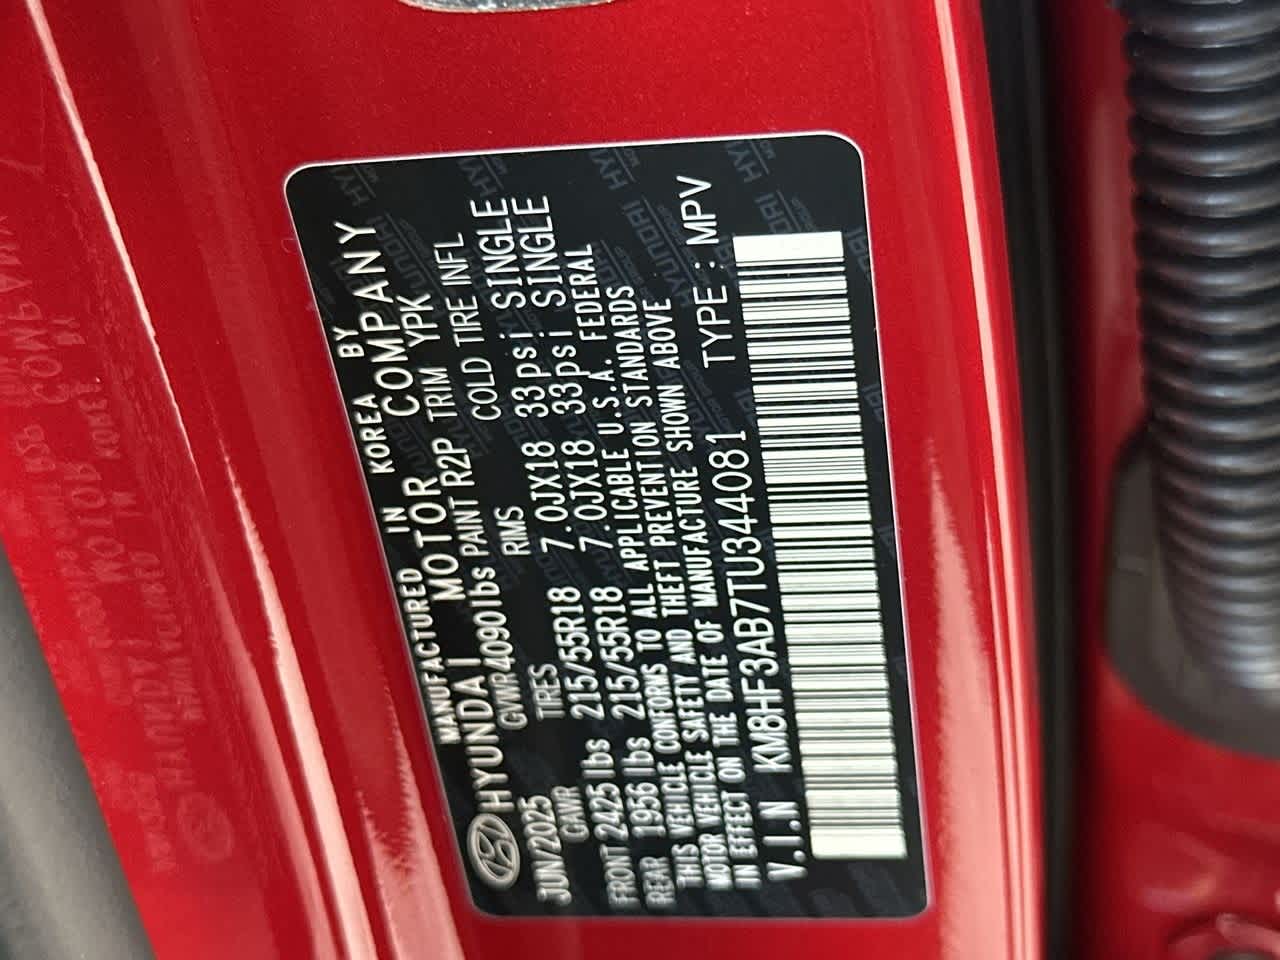 MANUFACTURED IN KOREA BY
HYUNDAI MOTOR COMPANY
JUN/2025 GVWR 4090lbs PAINT R2P TRIM YPK
GAWR TIRES RIMS COLD TIRE INFL
FRONT 2425 lbs 215/55R18 7.0JX18 33psi SINGLE
REAR 1956 lbs 215/55R18 7.0JX18 33psi SINGLE
THIS VEHICLE CONFORMS TO ALL APPLICABLE U.S.A. FEDERAL
MOTOR VEHICLE SAFETY AND THEFT PREVENTION STANDARDS
IN EFFECT ON THE DATE OF MANUFACTURE SHOWN ABOVE
V.I.N KM8HF3AB7TU344081 TYPE : MPV